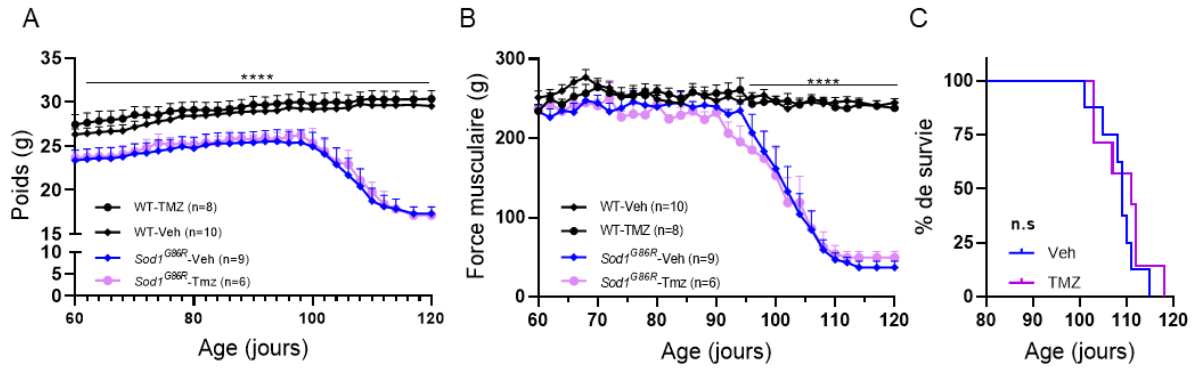 A
Poids (g)
35
30
25
20
15
10
5
0
****
WT-TMZ (n=8)
WT-Veh (n=10)
Sod1G86R-Veh (n=9)
Sod1G86R-Tmz (n=6)
60
80
100
120
Age (jours)
B
Force musculaire (g)
300
200
100
0
****
WT-Veh (n=10)
WT-TMZ (n=8)
Sod1G86R-Veh (n=9)
Sod1G86R-Tmz (n=6)
60
70
80
90
100
110
120
Age (jours)
C
% de survie
100
75
50
25
0
n.s
Veh
TMZ
80
90
100
110
120
Age (jours)